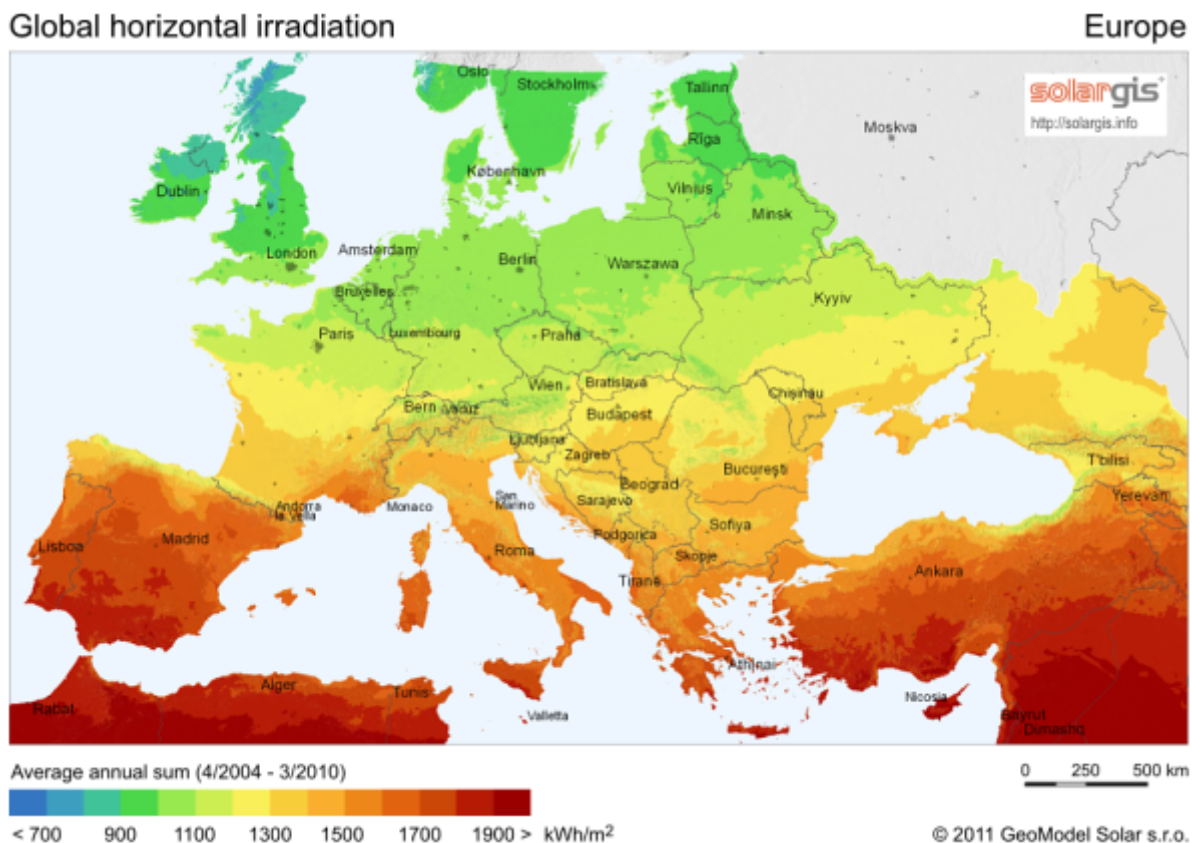 Global horizontal irradiation
Europe
solargis
http://solargis.info
Oslo
Stockholm
Tallinn
Moskva
Rīga
København
Dublin
Vilnius
Minsk
London
Amsterdam
Berlin
Warszawa
Bruxelles
Kyyiv
Paris
Luxembourg
Praha
Wien
Bratislava
Chişinău
Bern
Vaduz
Budapest
Ljubljana
Zagreb
T'bilisi
Bucureşti
Beograd
Yerevan
Andorra
la Vella
Monaco
San
Marino
Sarajevo
Sofiya
Podgorica
Lisboa
Madrid
Roma
Skopje
Tirane
Ankara
Athinai
Alger
Tunis
Nicosia
Rabat
Valletta
Bayrut
Dimashq
Average annual sum (4/2004 - 3/2010)
0 250 500 km
< 700 900 1100 1300 1500 1700 1900 > kWh/m²
© 2011 GeoModel Solar s.r.o.